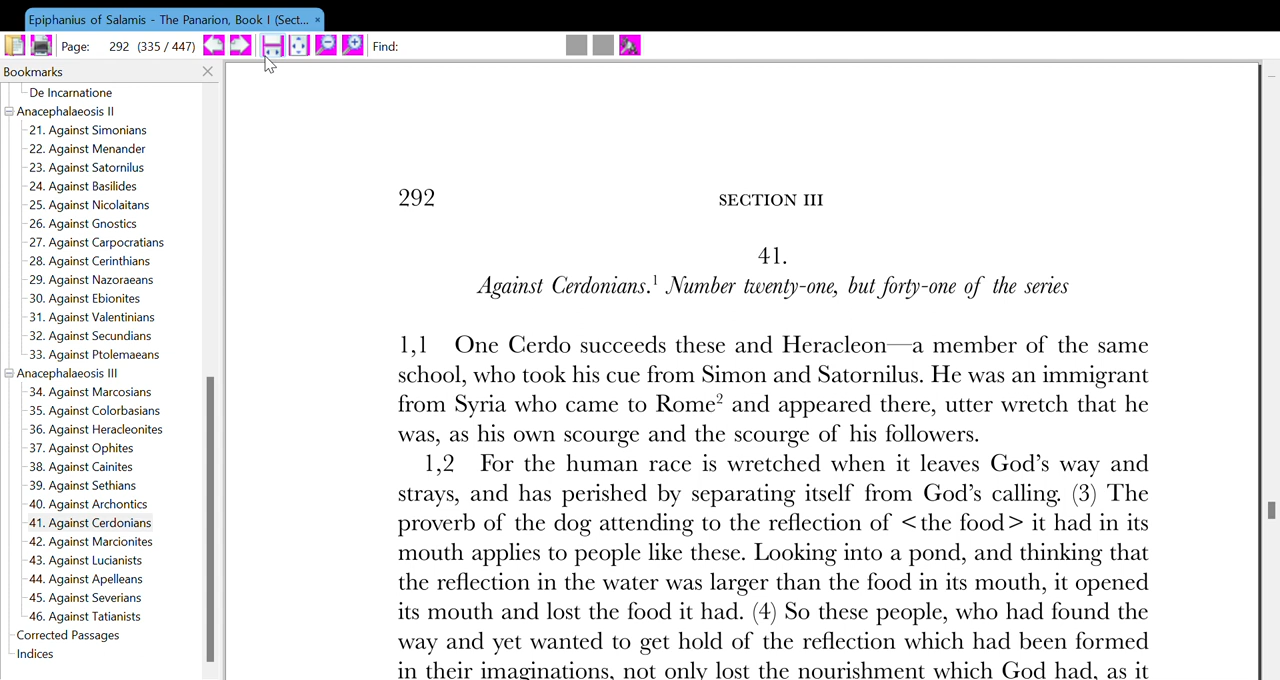 Epiphanius of Salamis - The Panarion, Book I (Sect... ×
Page: 292 (335 / 447) Find:
Bookmarks
De Incarnatione
Anacephalaeosis II
21. Against Simonians
22. Against Menander
23. Against Satornilus
24. Against Basilides
25. Against Nicolaitans
26. Against Gnostics
27. Against Carpocratians
28. Against Cerinthians
29. Against Nazoraeans
30. Against Ebionites
31. Against Valentinians
32. Against Secundians
33. Against Ptolemaeans
Anacephalaeosis III
34. Against Marcosians
35. Against Colorbasians
36. Against Heracleonites
37. Against Ophites
38. Against Cainites
39. Against Sethians
40. Against Archontics
41. Against Cerdonians
42. Against Marcionites
43. Against Lucianists
44. Against Apelleans
45. Against Severians
46. Against Tatianists
Corrected Passages
Indices
292 SECTION III
41.
Against Cerdonians.¹ Number twenty-one, but forty-one of the series
1,1 One Cerdo succeeds these and Heracleon—a member of the same
school, who took his cue from Simon and Satornilus. He was an immigrant
from Syria who came to Rome² and appeared there, utter wretch that he
was, as his own scourge and the scourge of his followers.
1,2 For the human race is wretched when it leaves God's way and
strays, and has perished by separating itself from God's calling. (3) The
proverb of the dog attending to the reflection of <the food> it had in its
mouth applies to people like these. Looking into a pond, and thinking that
the reflection in the water was larger than the food in its mouth, it opened
its mouth and lost the food it had. (4) So these people, who had found the
way and yet wanted to get hold of the reflection which had been formed
in their imaginations, not only lost the nourishment which God had, as it